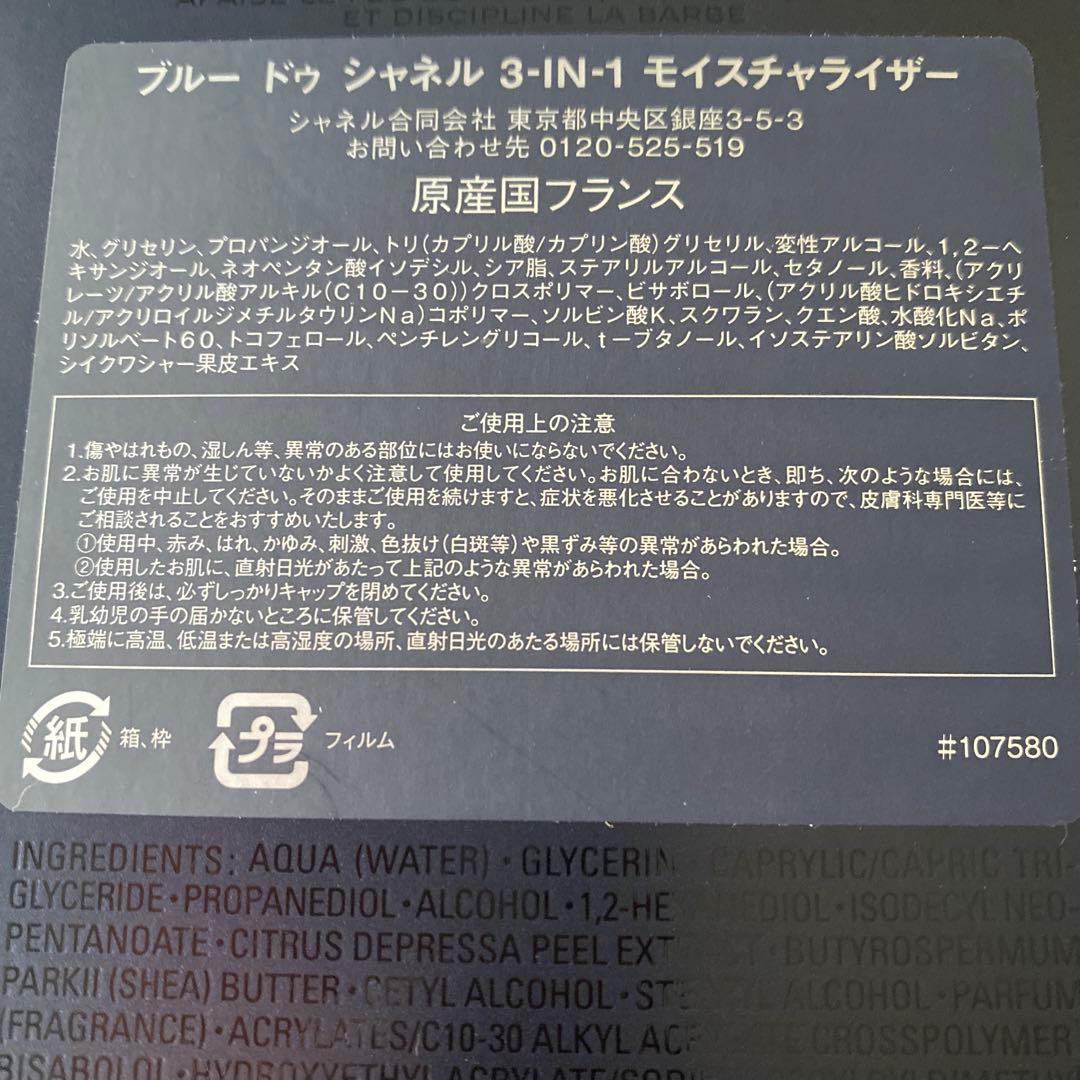 ET DISCIPLINE LA BARBE
ブルー ドゥ シャネル 3-IN-1 モイスチャライザー
シャネル合同会社 東京都中央区銀座3-5-3
お問い合わせ先 0120-525-519
原産国フランス
水、グリセリン、プロパンジオール、トリ(カプリル酸/カプリン酸)グリセリル、変性アルコール、1,2-ヘ
キサンジオール、ネオペンタン酸イソデシル、シア脂、ステアリルアルコール、セタノール、香料、(アクリ
レーツ/アクリル酸アルキル(C10-30))クロスポリマー、ビサボロール、(アクリル酸ヒドロキシエチ
ル/アクリロイルジメチルタウリンNa)コポリマー、ソルビン酸K、スクワラン、クエン酸、水酸化Na、ポ
リソルベート60、トコフェロール、ペンチレングリコール、t-ブタノール、イソステアリン酸ソルビタン、
シイクワシャー果皮エキス
ご使用上の注意
1.傷やはれもの、湿しん等、異常のある部位にはお使いにならないでください。
2.お肌に異常が生じていないかよく注意して使用してください。お肌に合わないとき、即ち、次のような場合には、
ご使用を中止してください。そのままご使用を続けますと、症状を悪化させることがありますので、皮膚科専門医等に
ご相談されることをおすすめいたします。
①使用中、赤み、はれ、かゆみ、刺激、色抜け(白斑等)や黒ずみ等の異常があらわれた場合。
②使用したお肌に、直射日光があたって上記のような異常があらわれた場合。
3.ご使用後は、必ずしっかりキャップを閉めてください。
4.乳幼児の手の届かないところに保管してください。
5.極端に高温、低温または高湿度の場所、直射日光のあたる場所には保管しないでください。
紙 箱、枠 プラ フィルム #107580
INGREDIENTS: AQUA (WATER) • GLYCERIN CAPRYLIC/CAPRIC TRI-
GLYCERIDE • PROPANEDIOL • ALCOHOL • 1,2-HE EDIOL • ISODECYL NEO-
PENTANOATE • CITRUS DEPRESSA PEEL EXT • BUTYROSPERMUM
PARKII (SHEA) BUTTER • CETYL ALCOHOL • ALCOHOL • PARFUM
(FRAGRANCE) • ACRYLATES/C10-30 ALKYL AC CROSSPOLYMER
BISABOLOL • HYDROXYETHYL ACRYLATE/